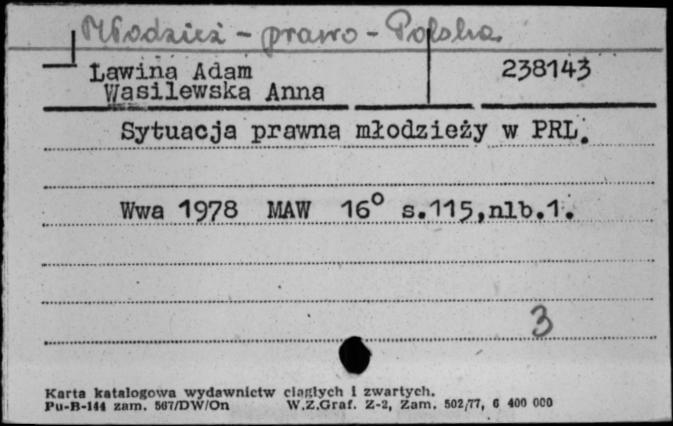 Młodzież - prawo - Polska
Ławina Adam 238143
Wasilewska Anna
Sytuacja prawna młodzieży w PRL.
Wwa 1978 MAW 16° s.115,nlb.1.
3
Karta katalogowa wydawnictw ciągłych i zwartych.
Pu-B-144 zam. 567/DW/On W.Z.Graf. Z-2, Zam. 502/77, 6 400 000